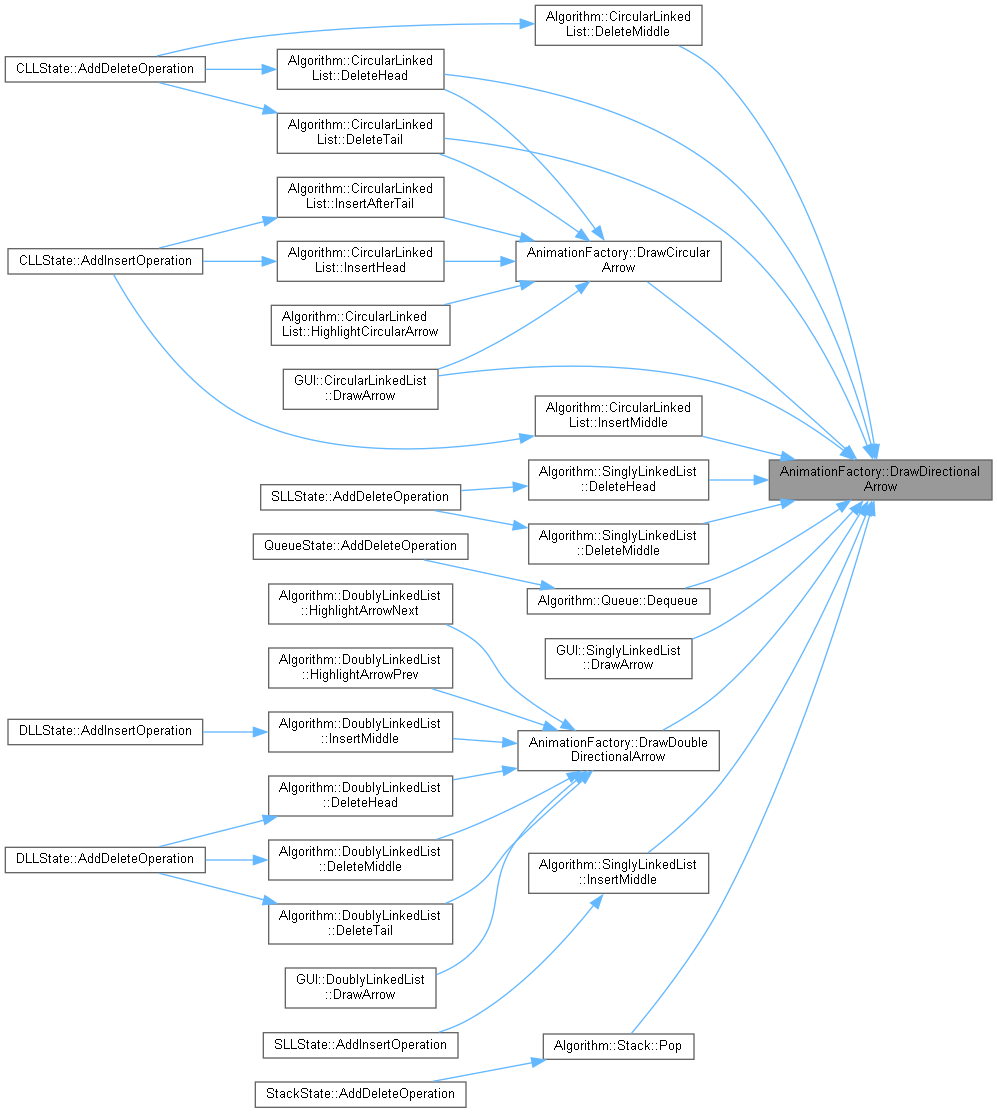 Algorithm::CircularLinked
List::DeleteMiddle
CLLState::AddDeleteOperation
Algorithm::CircularLinked
List::DeleteHead
Algorithm::CircularLinked
List::DeleteTail
Algorithm::CircularLinked
List::InsertAfterTail
CLLState::AddInsertOperation
Algorithm::CircularLinked
List::InsertHead
AnimationFactory::DrawCircular
Arrow
Algorithm::CircularLinked
List::HighlightCircularArrow
GUI::CircularLinkedList
::DrawArrow
Algorithm::CircularLinked
List::InsertMiddle
AnimationFactory::DrawDirectional
Arrow
SLLState::AddDeleteOperation
Algorithm::SinglyLinkedList
::DeleteHead
Algorithm::SinglyLinkedList
::DeleteMiddle
QueueState::AddDeleteOperation
Algorithm::Queue::Dequeue
Algorithm::DoublyLinkedList
::HighlightArrowNext
GUI::SinglyLinkedList
::DrawArrow
Algorithm::DoublyLinkedList
::HighlightArrowPrev
DLLState::AddInsertOperation
Algorithm::DoublyLinkedList
::InsertMiddle
AnimationFactory::DrawDouble
DirectionalArrow
Algorithm::DoublyLinkedList
::DeleteHead
DLLState::AddDeleteOperation
Algorithm::DoublyLinkedList
::DeleteMiddle
Algorithm::SinglyLinkedList
::InsertMiddle
Algorithm::DoublyLinkedList
::DeleteTail
GUI::DoublyLinkedList
::DrawArrow
SLLState::AddInsertOperation
Algorithm::Stack::Pop
StackState::AddDeleteOperation